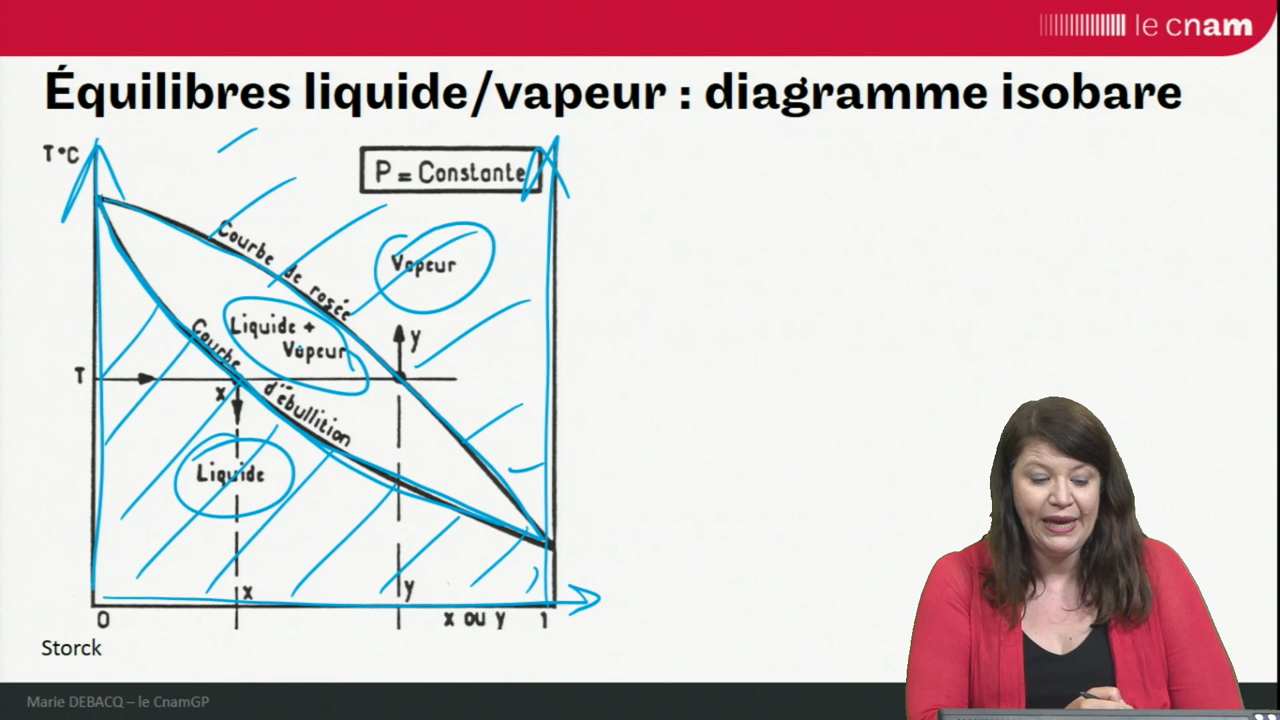 le cnam
Équilibres liquide/vapeur : diagramme isobare
T°C
P = Constante
Courbe de rosée
Vapeur
Liquide +
Vapeur
y
T
Courbe d'ébullition
x
Liquide
x
y
0
x ou y
1
Storck
Marie DEBACQ – le CnamGP